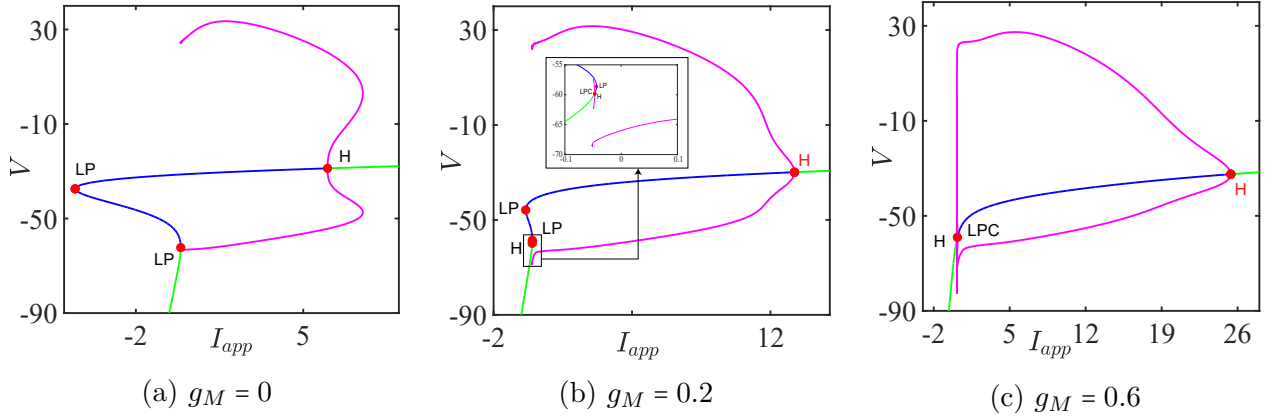 30
-10
-50
-90
V
-2
5
I_app
LP
LP
H
(a) g_M = 0
30
-10
-50
-90
V
-2
12
I_app
LP
LP
H
H
-55
-60
-65
-70
-0.1
0
0.1
LPC
LP
H
(b) g_M = 0.2
30
-10
-50
-90
V
-2
5
12
19
26
I_app
H
LPC
H
(c) g_M = 0.6